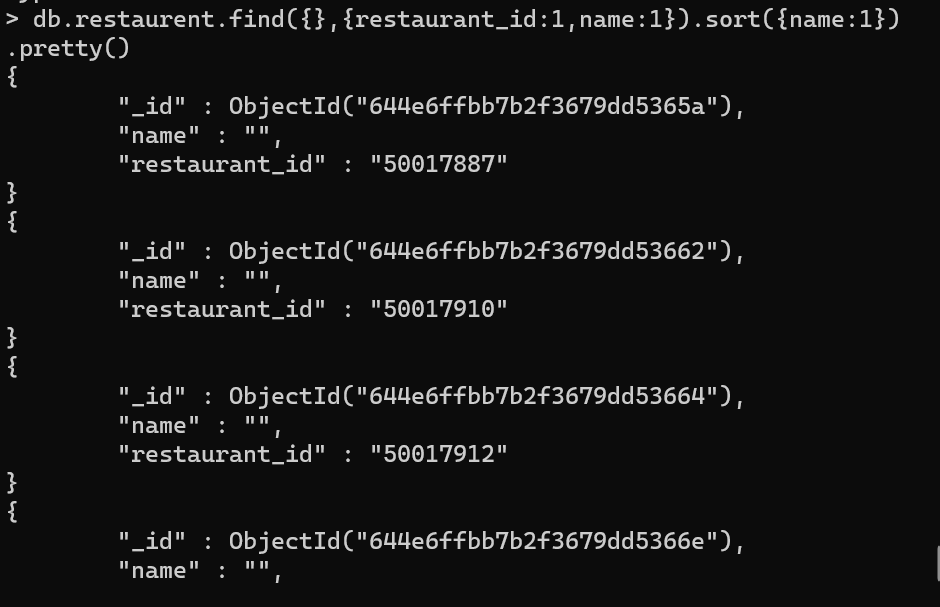 > db.restaurent.find({},{restaurant_id:1,name:1}).sort({name:1})
.pretty()
{
        "_id" : ObjectId("644e6ffbb7b2f3679dd5365a"),
        "name" : "",
        "restaurant_id" : "50017887"
}
{
        "_id" : ObjectId("644e6ffbb7b2f3679dd53662"),
        "name" : "",
        "restaurant_id" : "50017910"
}
{
        "_id" : ObjectId("644e6ffbb7b2f3679dd53664"),
        "name" : "",
        "restaurant_id" : "50017912"
}
{
        "_id" : ObjectId("644e6ffbb7b2f3679dd5366e"),
        "name" : "",